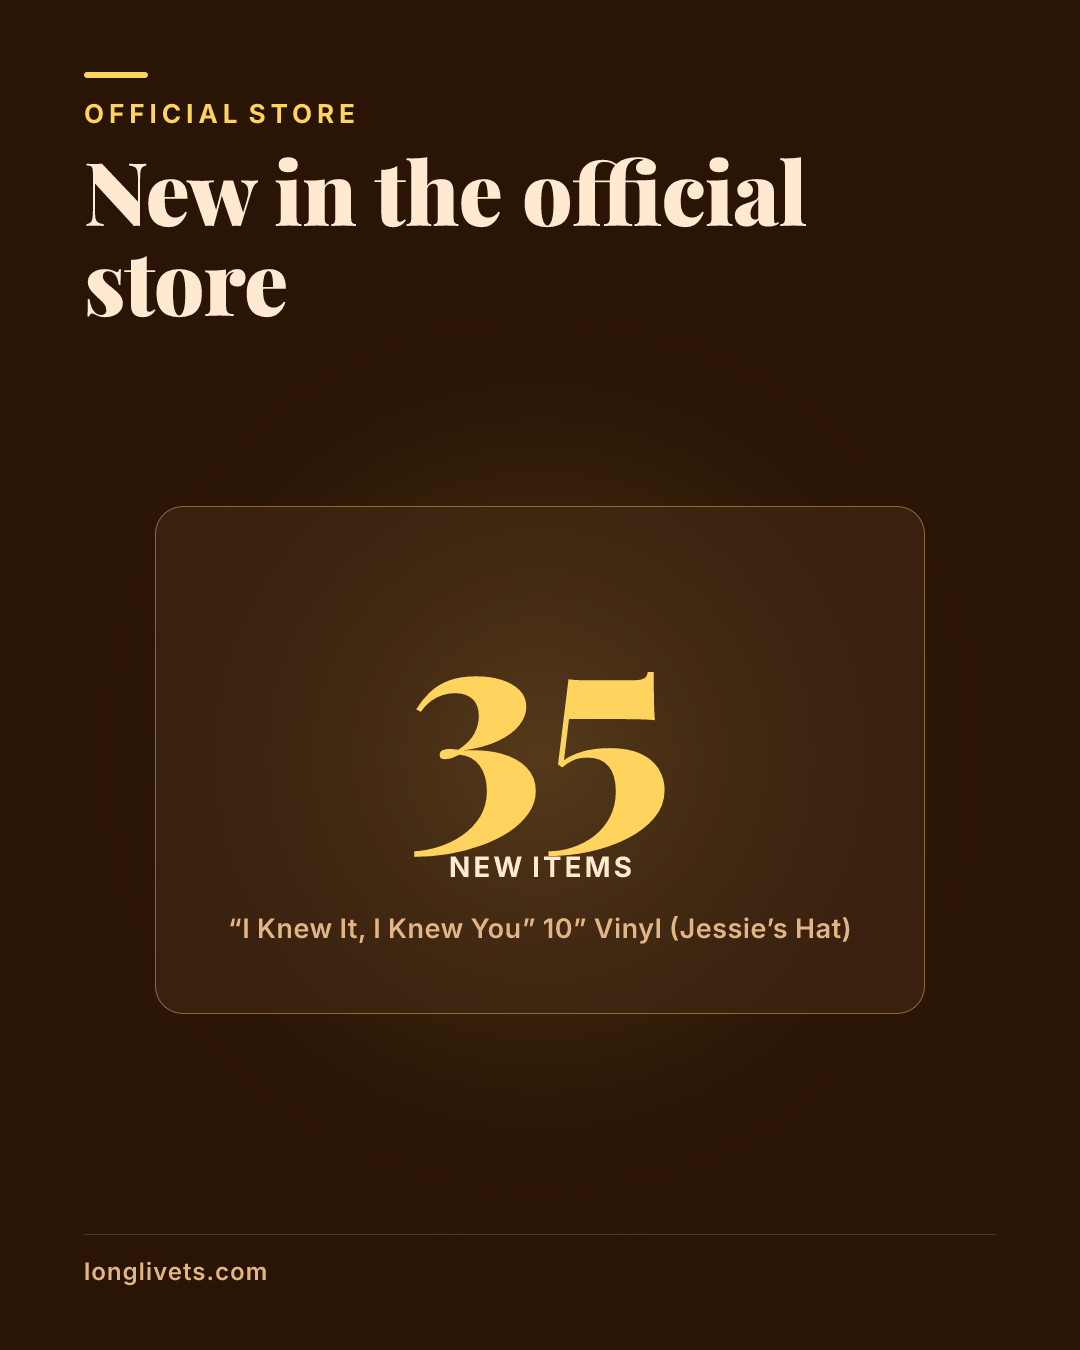 OFFICIAL STORE
New in the official
store
35
NEW ITEMS
“I Knew It, I Knew You” 10” Vinyl (Jessie’s Hat)
longlivets.com